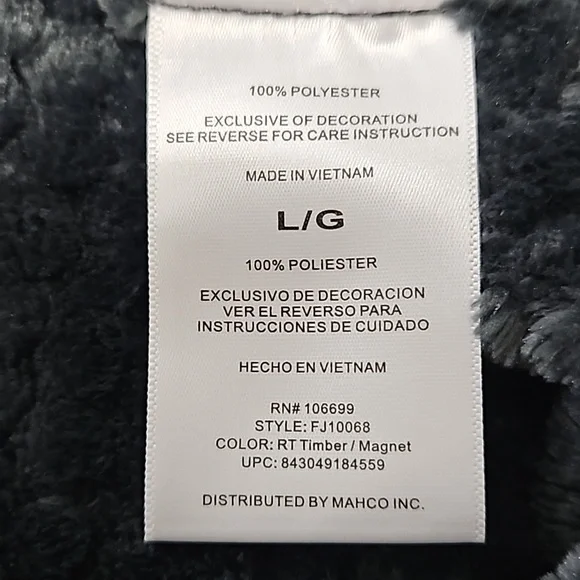 100% POLYESTER
EXCLUSIVE OF DECORATION
SEE REVERSE FOR CARE INSTRUCTION
MADE IN VIETNAM
L/G
100% POLIESTER
EXCLUSIVO DE DECORACION
VER EL REVERSO PARA
INSTRUCCIONES DE CUIDADO
HECHO EN VIETNAM
RN# 106699
STYLE: FJ10068
COLOR: RT Timber / Magnet
UPC: 843049184559
DISTRIBUTED BY MAHCO INC.